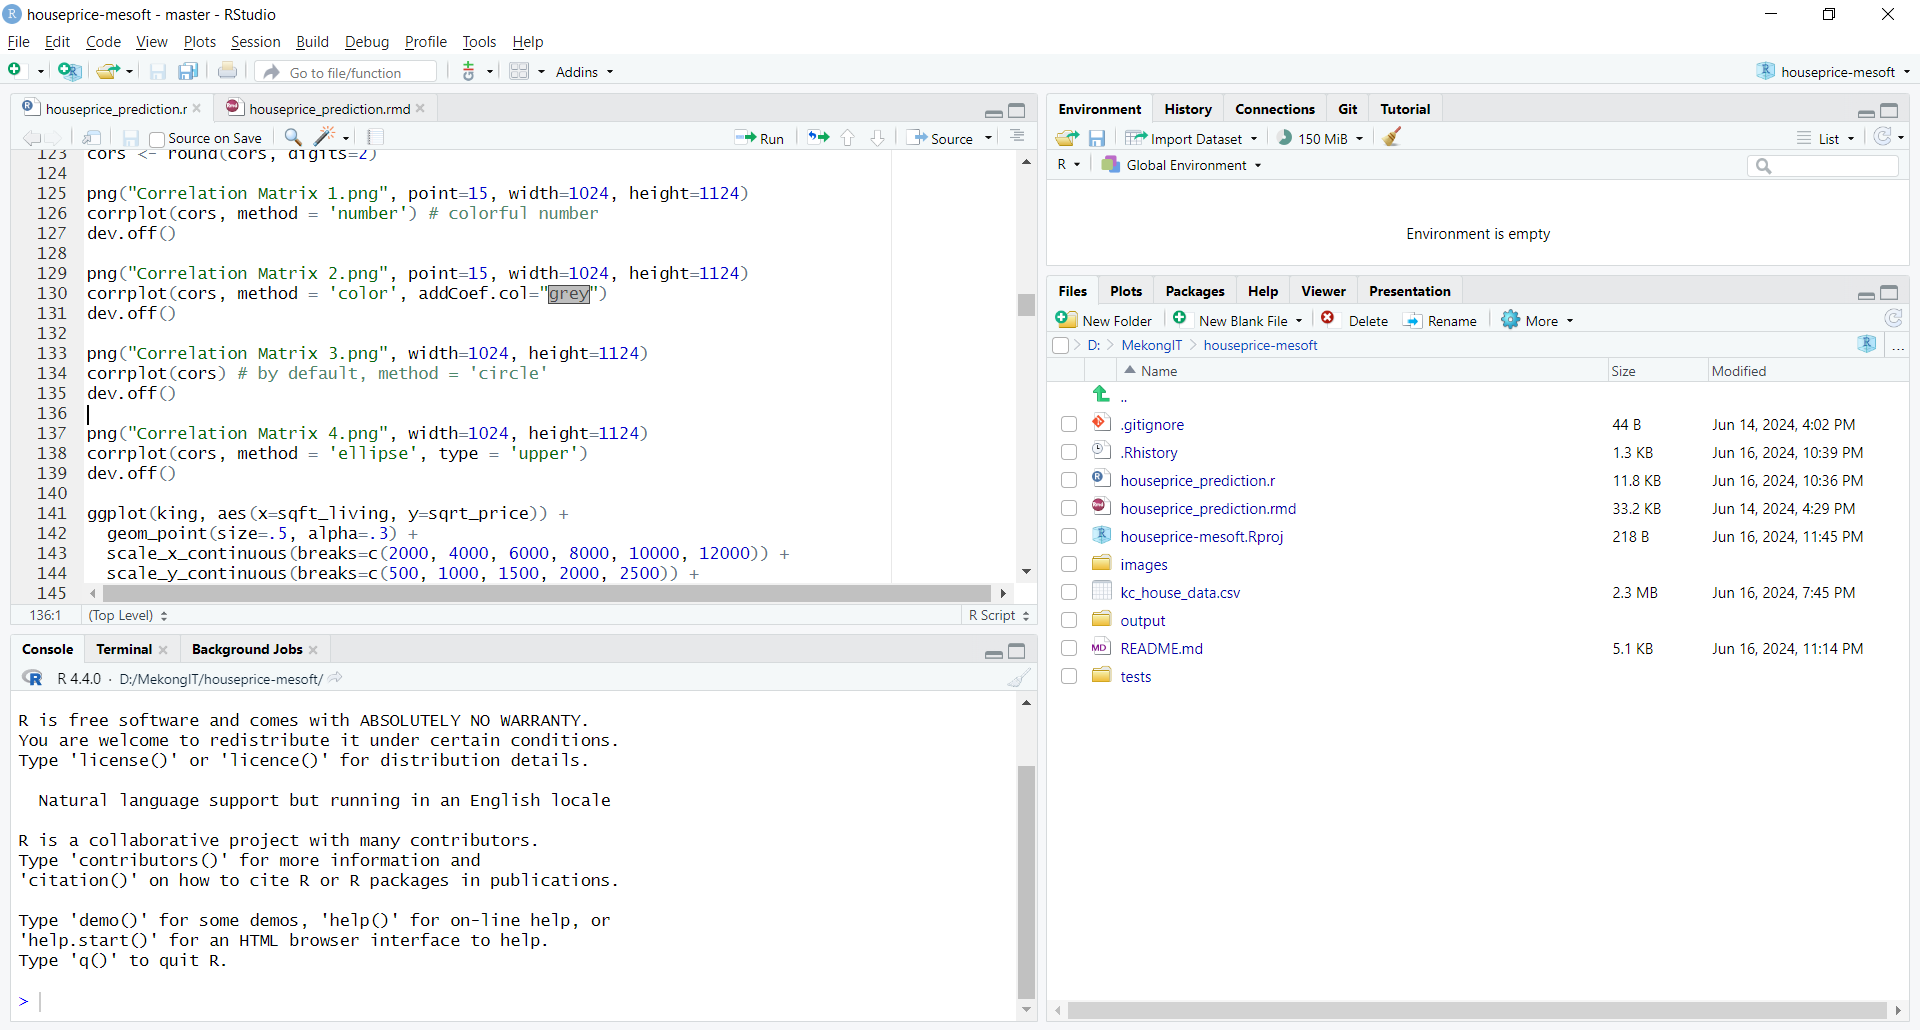 houseprice-mesoft - master - RStudio
File Edit Code View Plots Session Build Debug Profile Tools Help
Go to file/function Addins houseprice-mesoft
houseprice_prediction.r houseprice_prediction.rmd
Source on Save Run Source
123 cors <- round(cors, digits=2)
124
125 png("Correlation Matrix 1.png", point=15, width=1024, height=1124)
126 corrplot(cors, method = 'number') # colorful number
127 dev.off()
128
129 png("Correlation Matrix 2.png", point=15, width=1024, height=1124)
130 corrplot(cors, method = 'color', addCoef.col="grey")
131 dev.off()
132
133 png("Correlation Matrix 3.png", width=1024, height=1124)
134 corrplot(cors) # by default, method = 'circle'
135 dev.off()
136
137 png("Correlation Matrix 4.png", width=1024, height=1124)
138 corrplot(cors, method = 'ellipse', type = 'upper')
139 dev.off()
140
141 ggplot(king, aes(x=sqft_living, y=sqrt_price)) +
142 geom_point(size=.5, alpha=.3) +
143 scale_x_continuous(breaks=c(2000, 4000, 6000, 8000, 10000, 12000)) +
144 scale_y_continuous(breaks=c(500, 1000, 1500, 2000, 2500)) +
145
136:1 (Top Level) R Script
Console Terminal Background Jobs
R 4.4.0 · D:/MekongIT/houseprice-mesoft/
R is free software and comes with ABSOLUTELY NO WARRANTY.
You are welcome to redistribute it under certain conditions.
Type 'license()' or 'licence()' for distribution details.
Natural language support but running in an English locale
R is a collaborative project with many contributors.
Type 'contributors()' for more information and
'citation()' on how to cite R or R packages in publications.
Type 'demo()' for some demos, 'help()' for on-line help, or
'help.start()' for an HTML browser interface to help.
Type 'q()' to quit R.
>
Environment History Connections Git Tutorial
Import Dataset 150 MiB List
R Global Environment
Environment is empty
Files Plots Packages Help Viewer Presentation
New Folder New Blank File Delete Rename More
D: > MekongIT > houseprice-mesoft ...
Name Size Modified
..
.gitignore 44 B Jun 14, 2024, 4:02 PM
.Rhistory 1.3 KB Jun 16, 2024, 10:39 PM
houseprice_prediction.r 11.8 KB Jun 16, 2024, 10:36 PM
houseprice_prediction.rmd 33.2 KB Jun 14, 2024, 4:29 PM
houseprice-mesoft.Rproj 218 B Jun 16, 2024, 11:45 PM
images
kc_house_data.csv 2.3 MB Jun 16, 2024, 7:45 PM
output
README.md 5.1 KB Jun 16, 2024, 11:14 PM
tests